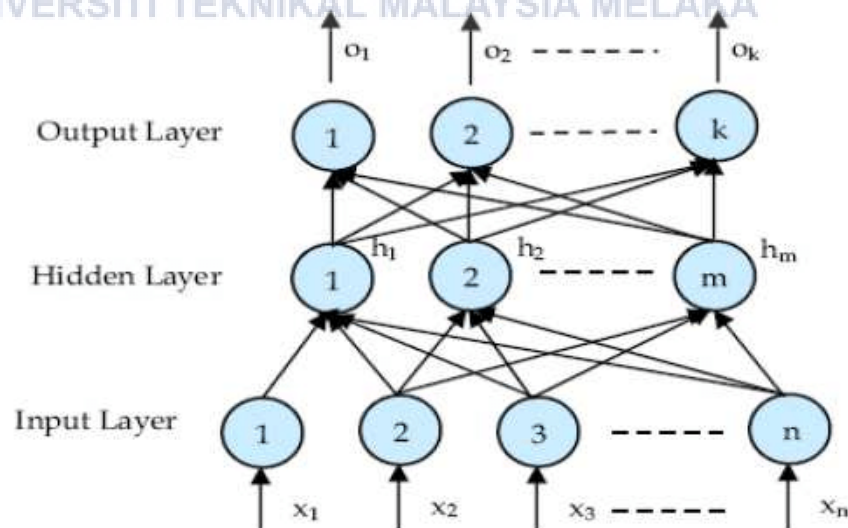 UNIVERSITI TEKNIKAL MALAYSIA MELAKA
o1 o2 ok
Output Layer 1 2 k
h1 h2 hm
Hidden Layer 1 2 m
Input Layer 1 2 3 n
x1 x2 x3 xn